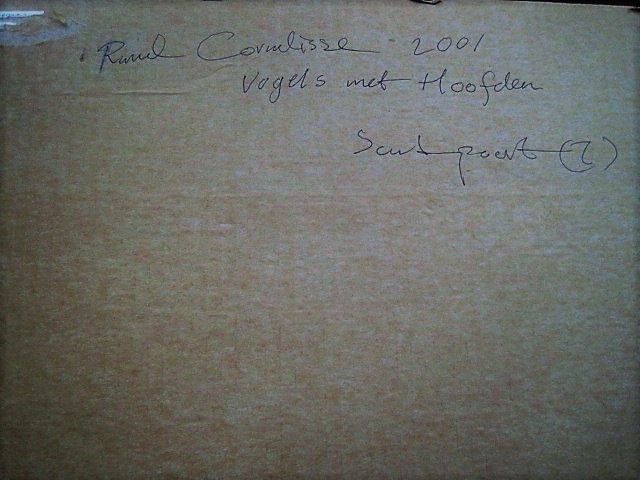 Ruud Cornelisse 2001
Vogels met Hoofden